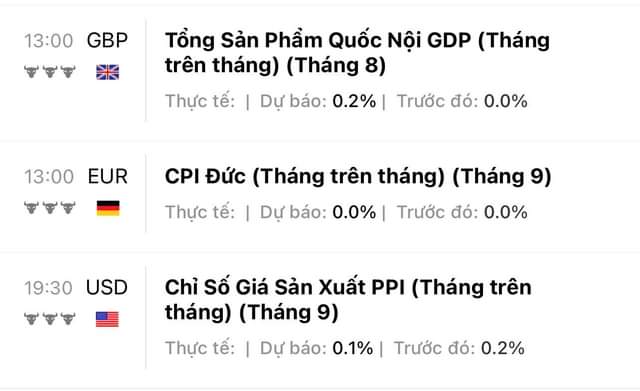 13:00 GBP
Tổng Sản Phẩm Quốc Nội GDP (Tháng
trên tháng) (Tháng 8)
Thực tế: | Dự báo: 0.2% | Trước đó: 0.0%
13:00 EUR
CPI Đức (Tháng trên tháng) (Tháng 9)
Thực tế: | Dự báo: 0.0% | Trước đó: 0.0%
19:30 USD
Chỉ Số Giá Sản Xuất PPI (Tháng trên
tháng) (Tháng 9)
Thực tế: | Dự báo: 0.1% | Trước đó: 0.2%